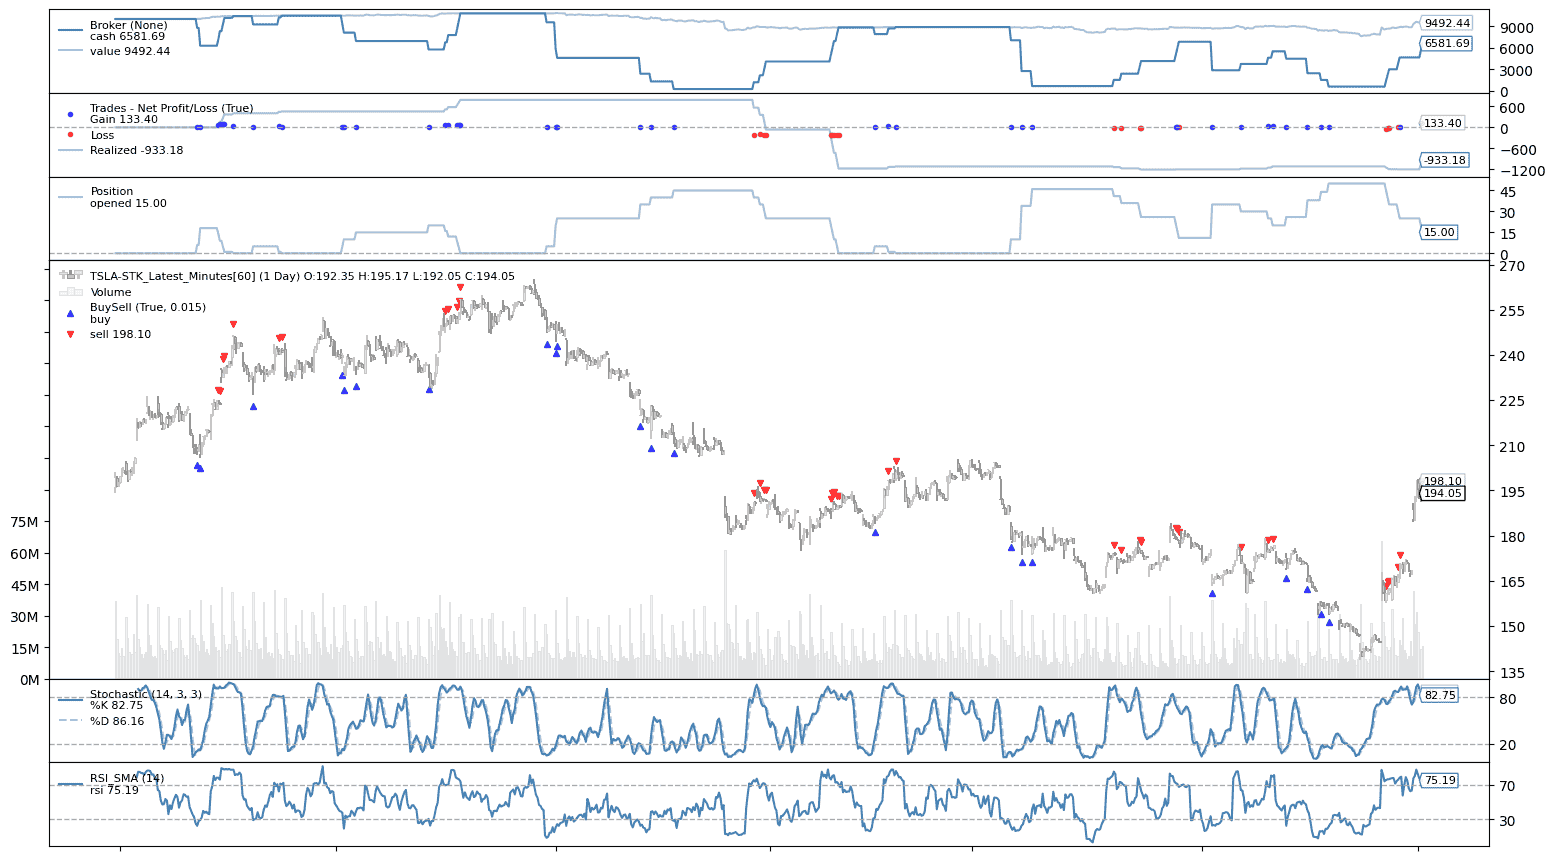 Broker (None)
cash 6581.69
value 9492.44
9492.44
6581.69
9000
6000
3000
0
Trades - Net Profit/Loss (True)
Gain 133.40
Loss
Realized -933.18
133.40
-933.18
600
0
−600
−1200
Position
opened 15.00
15.00
45
30
15
0
TSLA-STK_Latest_Minutes[60] (1 Day) O:192.35 H:195.17 L:192.05 C:194.05
Volume
BuySell (True, 0.015)
buy
sell 198.10
198.10
194.05
270
255
240
225
210
195
180
165
150
135
75M
60M
45M
30M
15M
0M
Stochastic (14, 3, 3)
%K 82.75
%D 86.16
82.75
80
20
RSI_SMA (14)
rsi 75.19
75.19
70
30